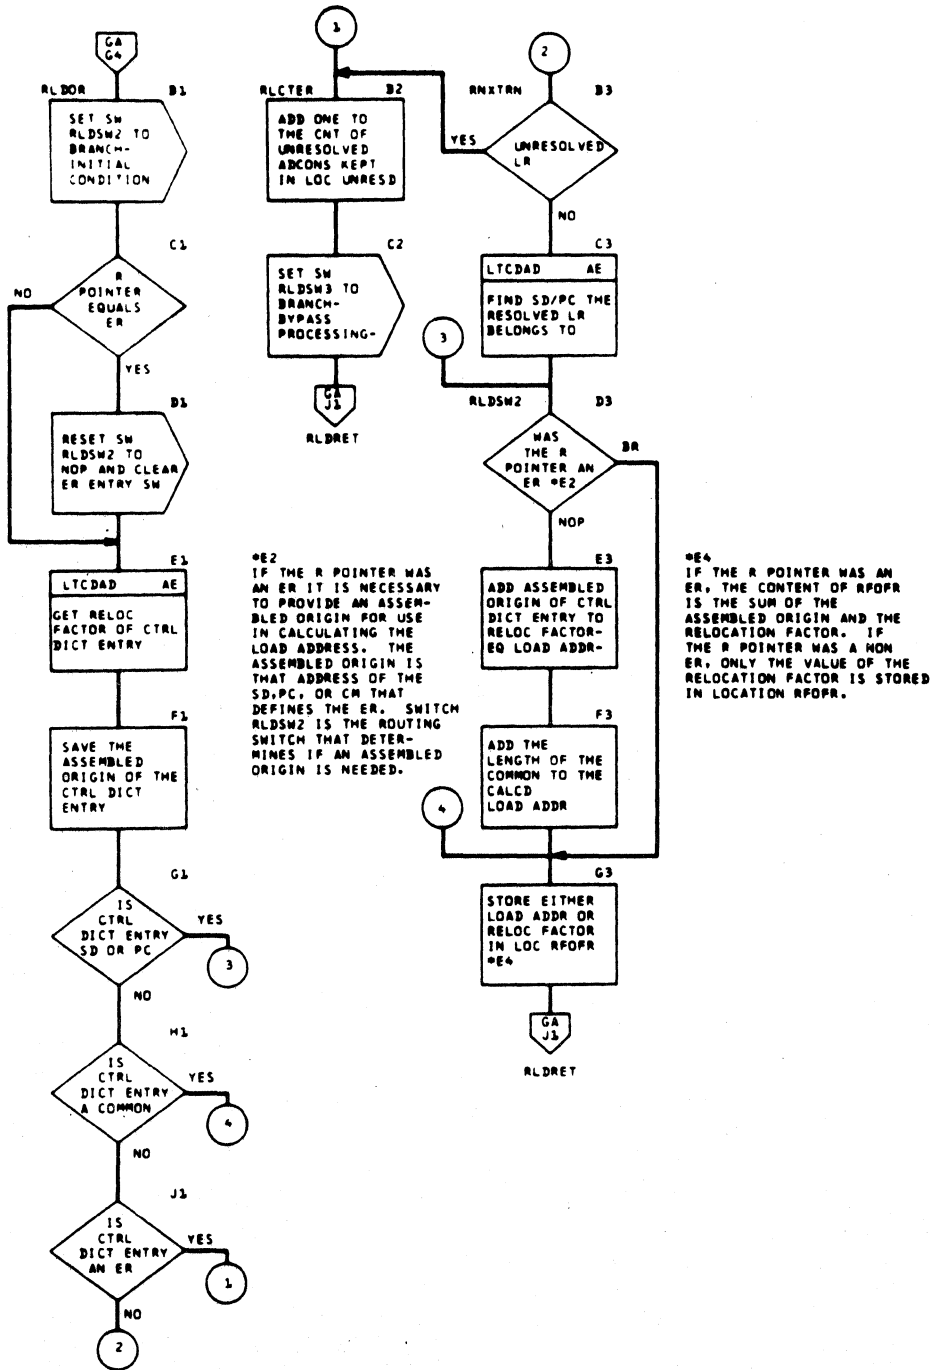 GA
G4
RLDOR
B1
SET SW
RLDSW2 TO
BRANCH-
INITIAL
CONDITION
C1
R
POINTER
EQUALS
ER
NO
YES
D1
RESET SW
RLDSW2 TO
NOP AND CLEAR
ER ENTRY SW
E1
LTCDAD AE
GET RELOC
FACTOR OF CTRL
DICT ENTRY
F1
SAVE THE
ASSEMBLED
ORIGIN OF THE
CTRL DICT
ENTRY
G1
IS
CTRL
DICT ENTRY
SD OR PC
YES
3
NO
H1
IS
CTRL
DICT ENTRY
A COMMON
YES
4
NO
J1
IS
CTRL
DICT ENTRY
AN ER
YES
1
NO
2
1
RLCTER
B2
ADD ONE TO
THE CNT OF
UNRESOLVED
ADCONS KEPT
IN LOC UNRESD
C2
SET SW
RLDSW3 TO
BRANCH-
BYPASS
PROCESSING-
GA
J1
RLDRET
*E2
IF THE R POINTER WAS
AN ER IT IS NECESSARY
TO PROVIDE AN ASSEM-
BLED ORIGIN FOR USE
IN CALCULATING THE
LOAD ADDRESS. THE
ASSEMBLED ORIGIN IS
THAT ADDRESS OF THE
SD,PC, OR CM THAT
DEFINES THE ER. SWITCH
RLDSW2 IS THE ROUTING
SWITCH THAT DETER-
MINES IF AN ASSEMBLED
ORIGIN IS NEEDED.
2
RNXTRN
B3
UNRESOLVED
LR
YES
NO
C3
LTCDAD AE
FIND SD/PC THE
RESOLVED LR
BELONGS TO
3
RLDSW2
D3
WAS
THE R
POINTER AN
ER *E2
BR
NOP
E3
ADD ASSEMBLED
ORIGIN OF CTRL
DICT ENTRY TO
RELOC FACTOR-
EQ LOAD ADDR-
F3
ADD THE
LENGTH OF THE
COMMON TO THE
CALCD
LOAD ADDR
4
G3
STORE EITHER
LOAD ADDR OR
RELOC FACTOR
IN LOC RFOFR
*E4
GA
J1
RLDRET
*E4
IF THE R POINTER WAS AN
ER, THE CONTENT OF RFOFR
IS THE SUM OF THE
ASSEMBLED ORIGIN AND THE
RELOCATION FACTOR. IF
THE R POINTER WAS A NON
ER, ONLY THE VALUE OF THE
RELOCATION FACTOR IS STORED
IN LOCATION RFOFR.